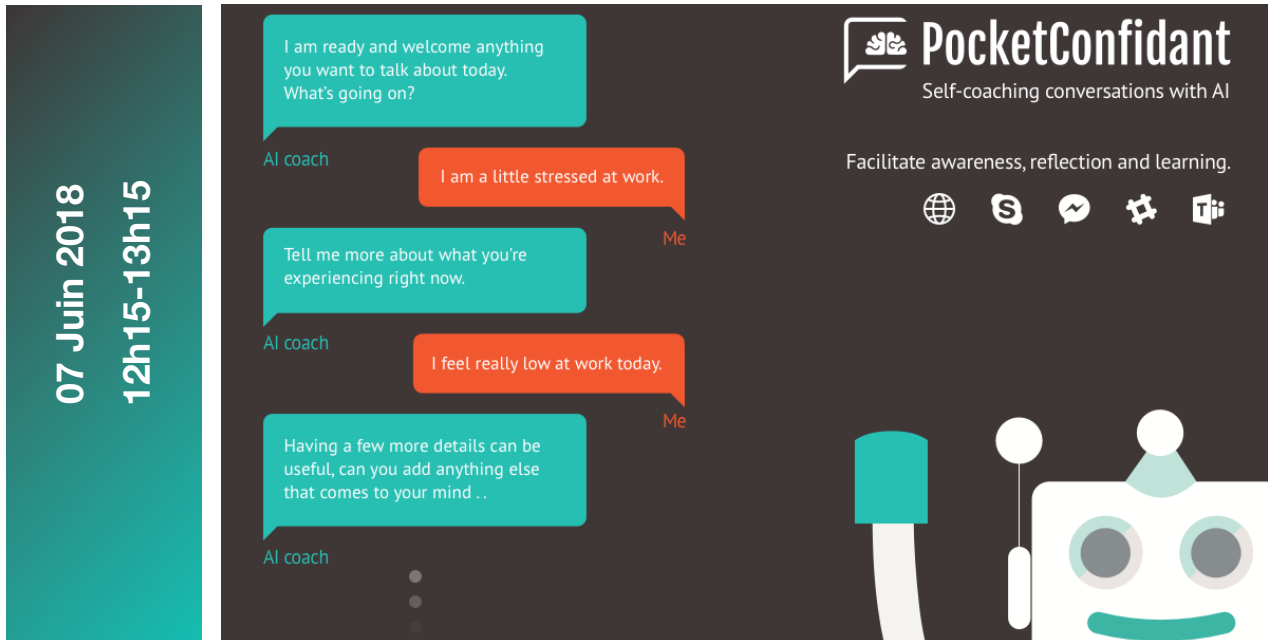 07 Juin 2018
12h15-13h15
I am ready and welcome anything
you want to talk about today.
What's going on?
AI coach
I am a little stressed at work.
Me
Tell me more about what you're
experiencing right now.
AI coach
I feel really low at work today.
Me
Having a few more details can be
useful, can you add anything else
that comes to your mind . .
AI coach
PocketConfidant
Self-coaching conversations with AI
Facilitate awareness, reflection and learning.